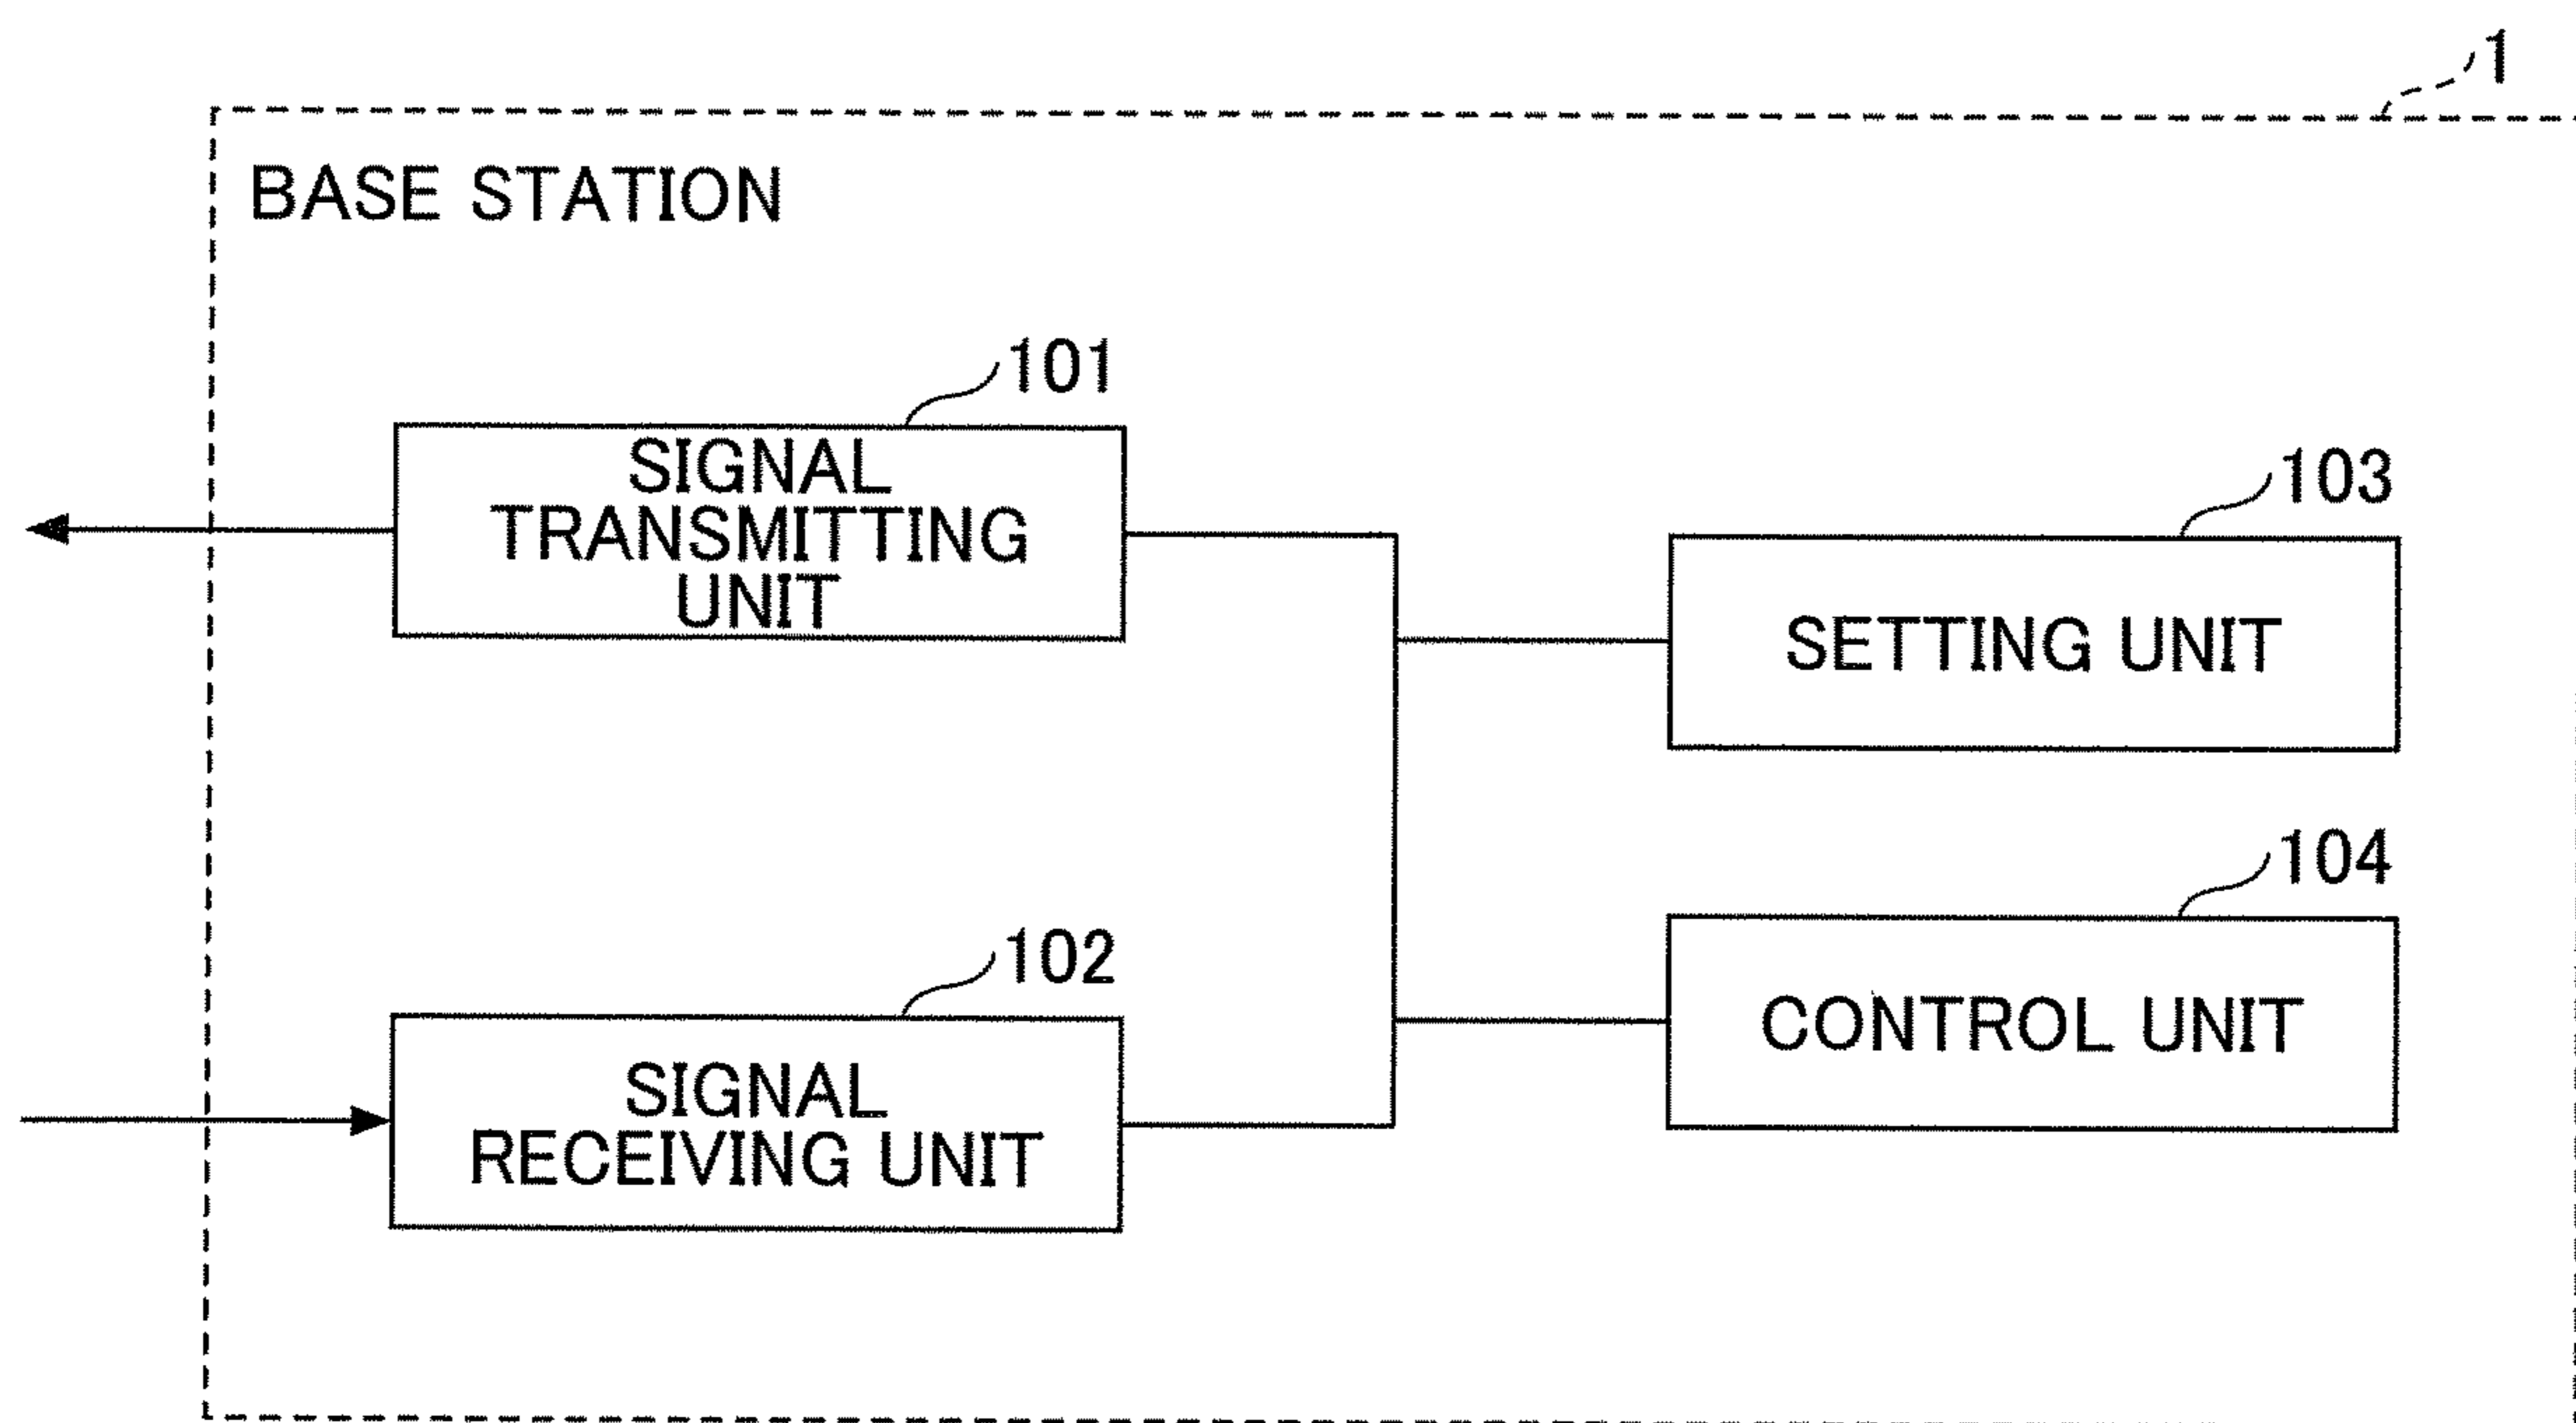 1
BASE STATION
101
SIGNAL
TRANSMITTING
UNIT
103
SETTING UNIT
102
SIGNAL
RECEIVING UNIT
104
CONTROL UNIT